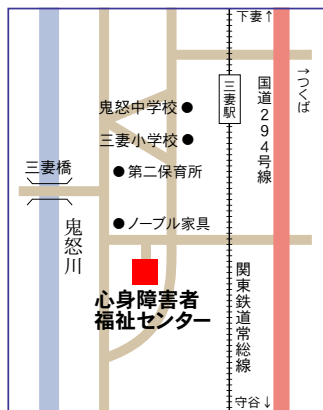 下妻↑
→つくば
三妻駅
国道294号線
鬼怒中学校
三妻小学校
第二保育所
三妻橋
鬼怒川
ノーブル家具
心身障害者
福祉センター
関東鉄道常総線
守谷↓